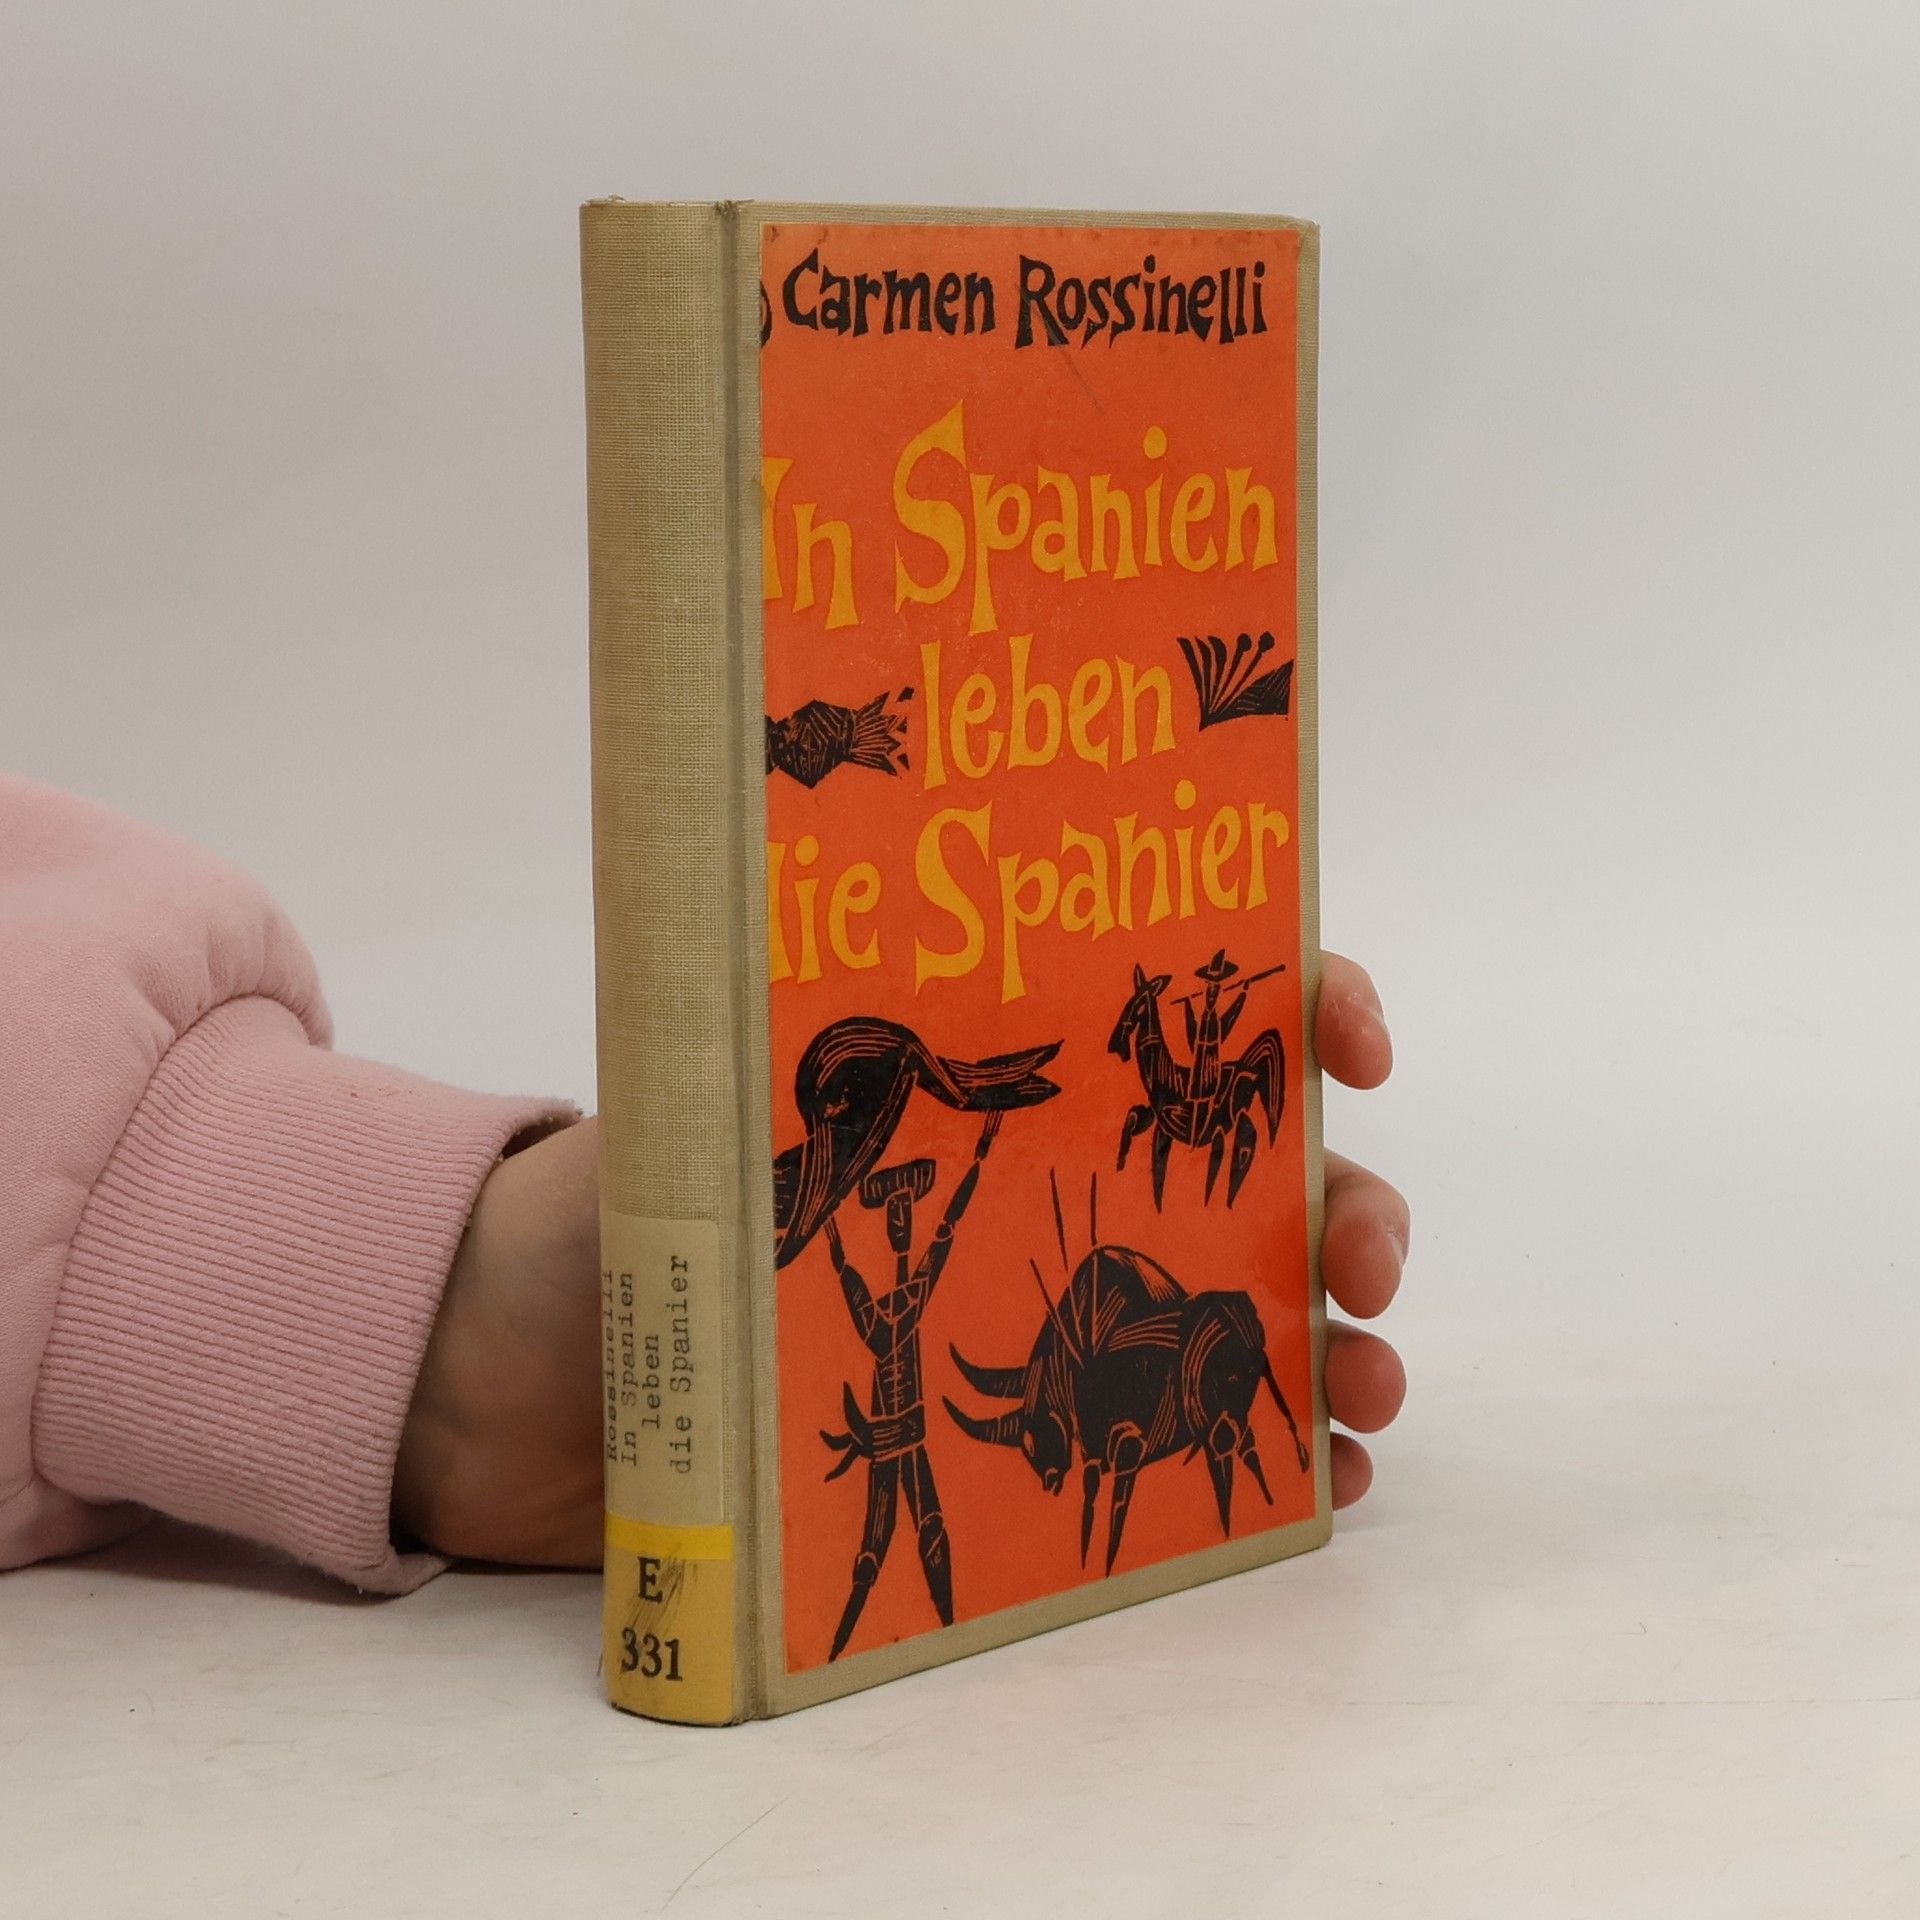 Carmen Rossinelli
In Spanien
leben
die Spanier
Rossinelli
In Spanien
leben
die Spanier
E
331